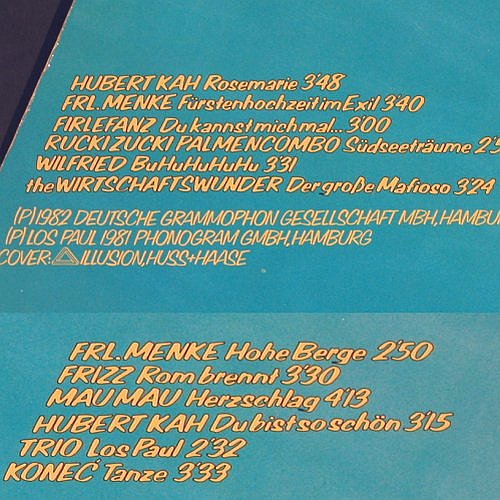 HUBERT KAH Rosemarie 3'48
FRL. MENKE Fürstenhochzeit im Exil 3'40
FIRLEFANZ Du kannst mich mal... 3'00
RUCKI ZUCKI PALMENCOMBO Südseeträume 2'5
WILFRIED BuHuHuHuHu 3'31
the WIRTSCHAFTSWUNDER Der große Mafioso 3'24
(P) 1982 DEUTSCHE GRAMMOPHON GESELLSCHAFT MBH, HAMBU
(P) LOS PAUL 1981 PHONOGRAM GMBH, HAMBURG
COVER: ILLUSION, HUSS+HAASE
FRL. MENKE Hohe Berge 2'50
FRIZZ Rom brennt 3'30
MAU MAU Herzschlag 4'13
HUBERT KAH Du bist so schön 3'15
TRIO Los Paul 2'32
KONEC Tanze 3'33